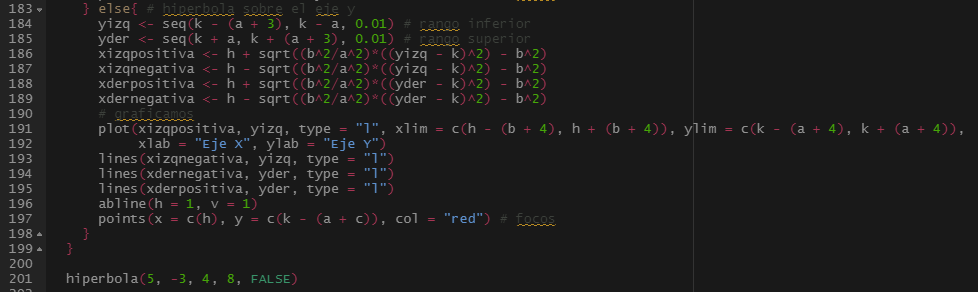 183 } else{ # hiperbola sobre el eje y
184 yizq <- seq(k - (a + 3), k - a, 0.01) # rango inferior
185 yder <- seq(k + a, k + (a + 3), 0.01) # rango superior
186 xizqpositiva <- h + sqrt((b^2/a^2)*((yizq - k)^2) - b^2)
187 xizqnegativa <- h - sqrt((b^2/a^2)*((yizq - k)^2) - b^2)
188 xderpositiva <- h + sqrt((b^2/a^2)*((yder - k)^2) - b^2)
189 xdernegativa <- h - sqrt((b^2/a^2)*((yder - k)^2) - b^2)
190 # graficamos
191 plot(xizqpositiva, yizq, type = "l", xlim = c(h - (b + 4), h + (b + 4)), ylim = c(k - (a + 4), k + (a + 4)),
192 xlab = "Eje X", ylab = "Eje Y")
193 lines(xizqnegativa, yizq, type = "l")
194 lines(xdernegativa, yder, type = "l")
195 lines(xderpositiva, yder, type = "l")
196 abline(h = 1, v = 1)
197 points(x = c(h), y = c(k - (a + c)), col = "red") # focos
198 }
199 }
200
201 hiperbola(5, -3, 4, 8, FALSE)